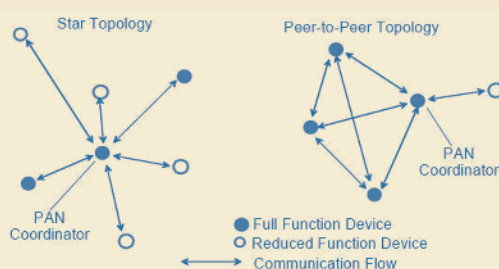 Star Topology
PAN
Coordinator
Peer-to-Peer Topology
PAN
Coordinator
Full Function Device
Reduced Function Device
Communication Flow